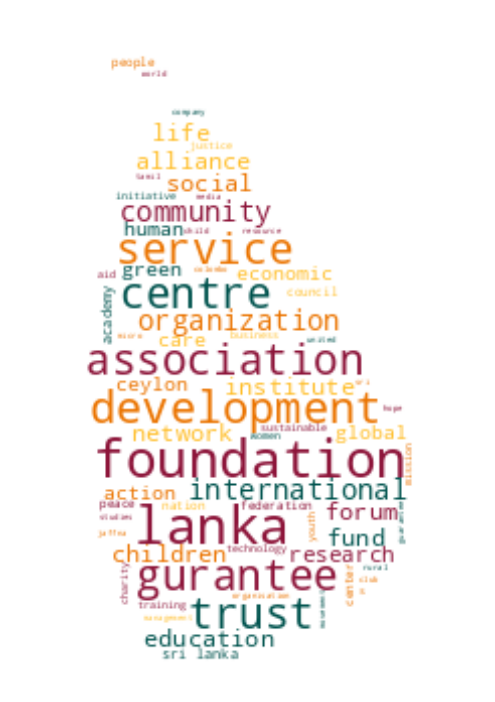 people
world
company
life
justice
alliance
tamil
social
initiative media
community
human child resource
service
aid green colombo economic
centre council
academy
organization
micro care business united
association
ceylon institute sri
development hope
sustainable
network women global
foundation
mission
action international
peace nation federation forum
studies youth guarantee
lanka
jaffna fund
children technology research
gurantee rural
charity center club
organisation
training trust
management
education
sri lanka